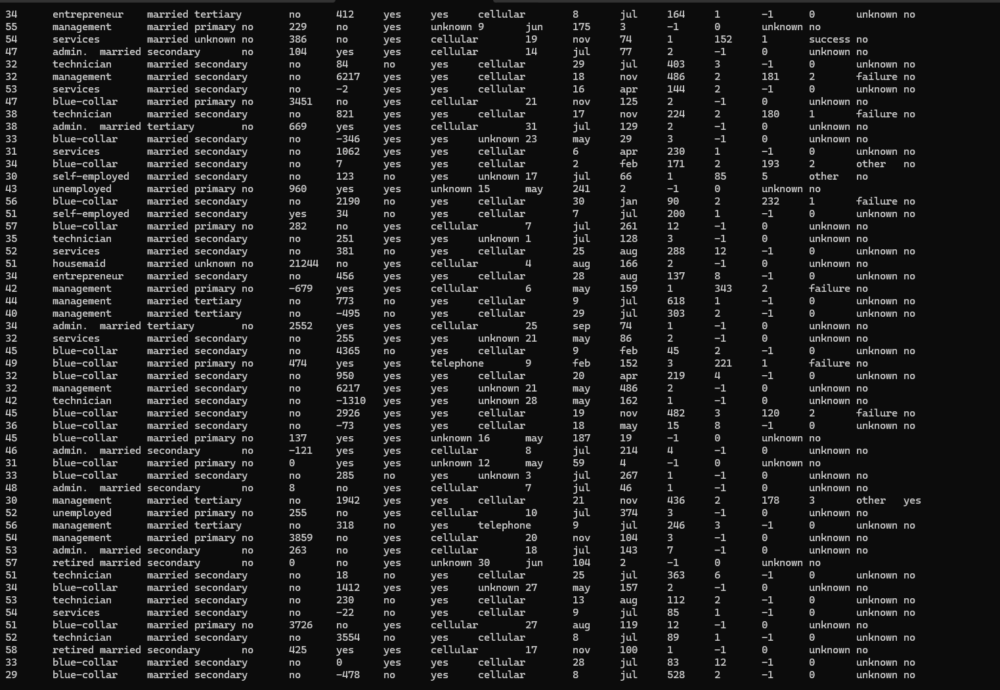 34 entrepreneur married tertiary no 412 yes yes cellular 8 jul 164 1 -1 0 unknown no
55 management married primary no 229 no yes unknown 9 jun 175 3 -1 0 unknown no
54 services married unknown no 386 no yes cellular 19 nov 74 1 152 1 success no
47 admin. married secondary no 104 yes yes cellular 14 jul 77 2 -1 0 unknown no
32 technician married secondary no 84 no yes cellular 29 jul 403 3 -1 0 unknown no
32 management married secondary no 6217 yes yes cellular 18 nov 486 2 181 2 failure no
53 services married secondary no -2 yes yes cellular 16 apr 144 2 -1 0 unknown no
47 blue-collar married primary no 3451 no yes cellular 21 nov 125 2 -1 0 unknown no
38 technician married secondary no 821 yes yes cellular 17 nov 224 2 180 1 failure no
38 admin. married tertiary no 669 yes yes cellular 31 jul 129 2 -1 0 unknown no
33 blue-collar married secondary no -346 yes yes unknown 23 may 29 3 -1 0 unknown no
31 services married secondary no 1062 yes yes cellular 6 apr 230 1 -1 0 unknown no
34 blue-collar married secondary no 7 yes yes cellular 2 feb 171 2 193 2 other no
30 self-employed married secondary no 123 no yes unknown 17 jul 66 1 85 5 other no
43 unemployed married primary no 960 yes yes unknown 15 may 241 2 -1 0 unknown no
56 blue-collar married secondary no 2190 no yes cellular 30 jan 90 2 232 1 failure no
51 self-employed married secondary yes 34 no yes cellular 7 jul 200 1 -1 0 unknown no
57 blue-collar married primary no 282 no yes cellular 7 jul 261 12 -1 0 unknown no
35 technician married secondary no 251 yes yes unknown 1 jul 128 3 -1 0 unknown no
52 services married secondary no 381 no yes cellular 25 aug 288 12 -1 0 unknown no
51 housemaid married unknown no 21244 no yes cellular 4 aug 166 2 -1 0 unknown no
34 entrepreneur married secondary no 456 yes yes cellular 28 aug 137 8 -1 0 unknown no
42 management married primary no -679 yes yes cellular 6 may 159 1 343 2 failure no
44 management married tertiary no 773 no yes cellular 9 jul 618 1 -1 0 unknown no
40 management married tertiary no -495 no yes cellular 29 jul 303 2 -1 0 unknown no
34 admin. married tertiary no 2552 yes yes cellular 25 sep 74 1 -1 0 unknown no
32 services married secondary no 255 yes yes unknown 21 may 86 2 -1 0 unknown no
45 blue-collar married secondary no 4365 no yes cellular 9 feb 45 2 -1 0 unknown no
49 blue-collar married primary no 474 yes yes telephone 9 feb 152 3 221 1 failure no
32 blue-collar married secondary no 950 yes yes cellular 20 apr 219 4 -1 0 unknown no
32 management married secondary no 6217 yes yes unknown 21 may 486 2 -1 0 unknown no
42 technician married secondary no -1310 yes yes unknown 28 may 162 1 -1 0 unknown no
45 blue-collar married secondary no 2926 yes yes cellular 19 nov 482 3 120 2 failure no
36 blue-collar married secondary no -73 yes yes cellular 18 may 15 8 -1 0 unknown no
45 blue-collar married primary no 137 yes yes unknown 16 may 187 19 -1 0 unknown no
46 admin. married secondary no -121 yes yes cellular 8 jul 214 4 -1 0 unknown no
31 blue-collar married primary no 0 yes yes unknown 12 may 59 4 -1 0 unknown no
33 blue-collar married secondary no 285 no yes unknown 3 jul 267 1 -1 0 unknown no
48 admin. married secondary no 8 no yes cellular 7 jul 46 1 -1 0 unknown no
30 management married tertiary no 1942 yes yes cellular 21 nov 436 2 178 3 other yes
52 unemployed married primary no 255 no yes cellular 10 jul 374 3 -1 0 unknown no
56 management married tertiary no 318 no yes telephone 9 jul 246 3 -1 0 unknown no
54 management married primary no 3859 no yes cellular 20 nov 104 3 -1 0 unknown no
53 admin. married secondary no 263 no yes cellular 18 jul 143 7 -1 0 unknown no
57 retired married secondary no 0 no yes unknown 30 jun 104 2 -1 0 unknown no
51 technician married secondary no 18 no yes cellular 25 jul 363 6 -1 0 unknown no
34 blue-collar married secondary no 1412 yes yes unknown 27 may 157 2 -1 0 unknown no
53 technician married secondary no 230 no yes cellular 13 aug 112 2 -1 0 unknown no
54 services married secondary no -22 no yes cellular 9 jul 85 1 -1 0 unknown no
51 blue-collar married primary no 3726 no yes cellular 27 aug 119 12 -1 0 unknown no
52 technician married secondary no 3554 no yes cellular 8 jul 89 1 -1 0 unknown no
58 retired married secondary no 425 yes yes cellular 17 nov 100 1 -1 0 unknown no
33 blue-collar married secondary no 0 yes yes cellular 28 jul 83 12 -1 0 unknown no
29 blue-collar married secondary no -478 no yes cellular 8 jul 528 2 -1 0 unknown no